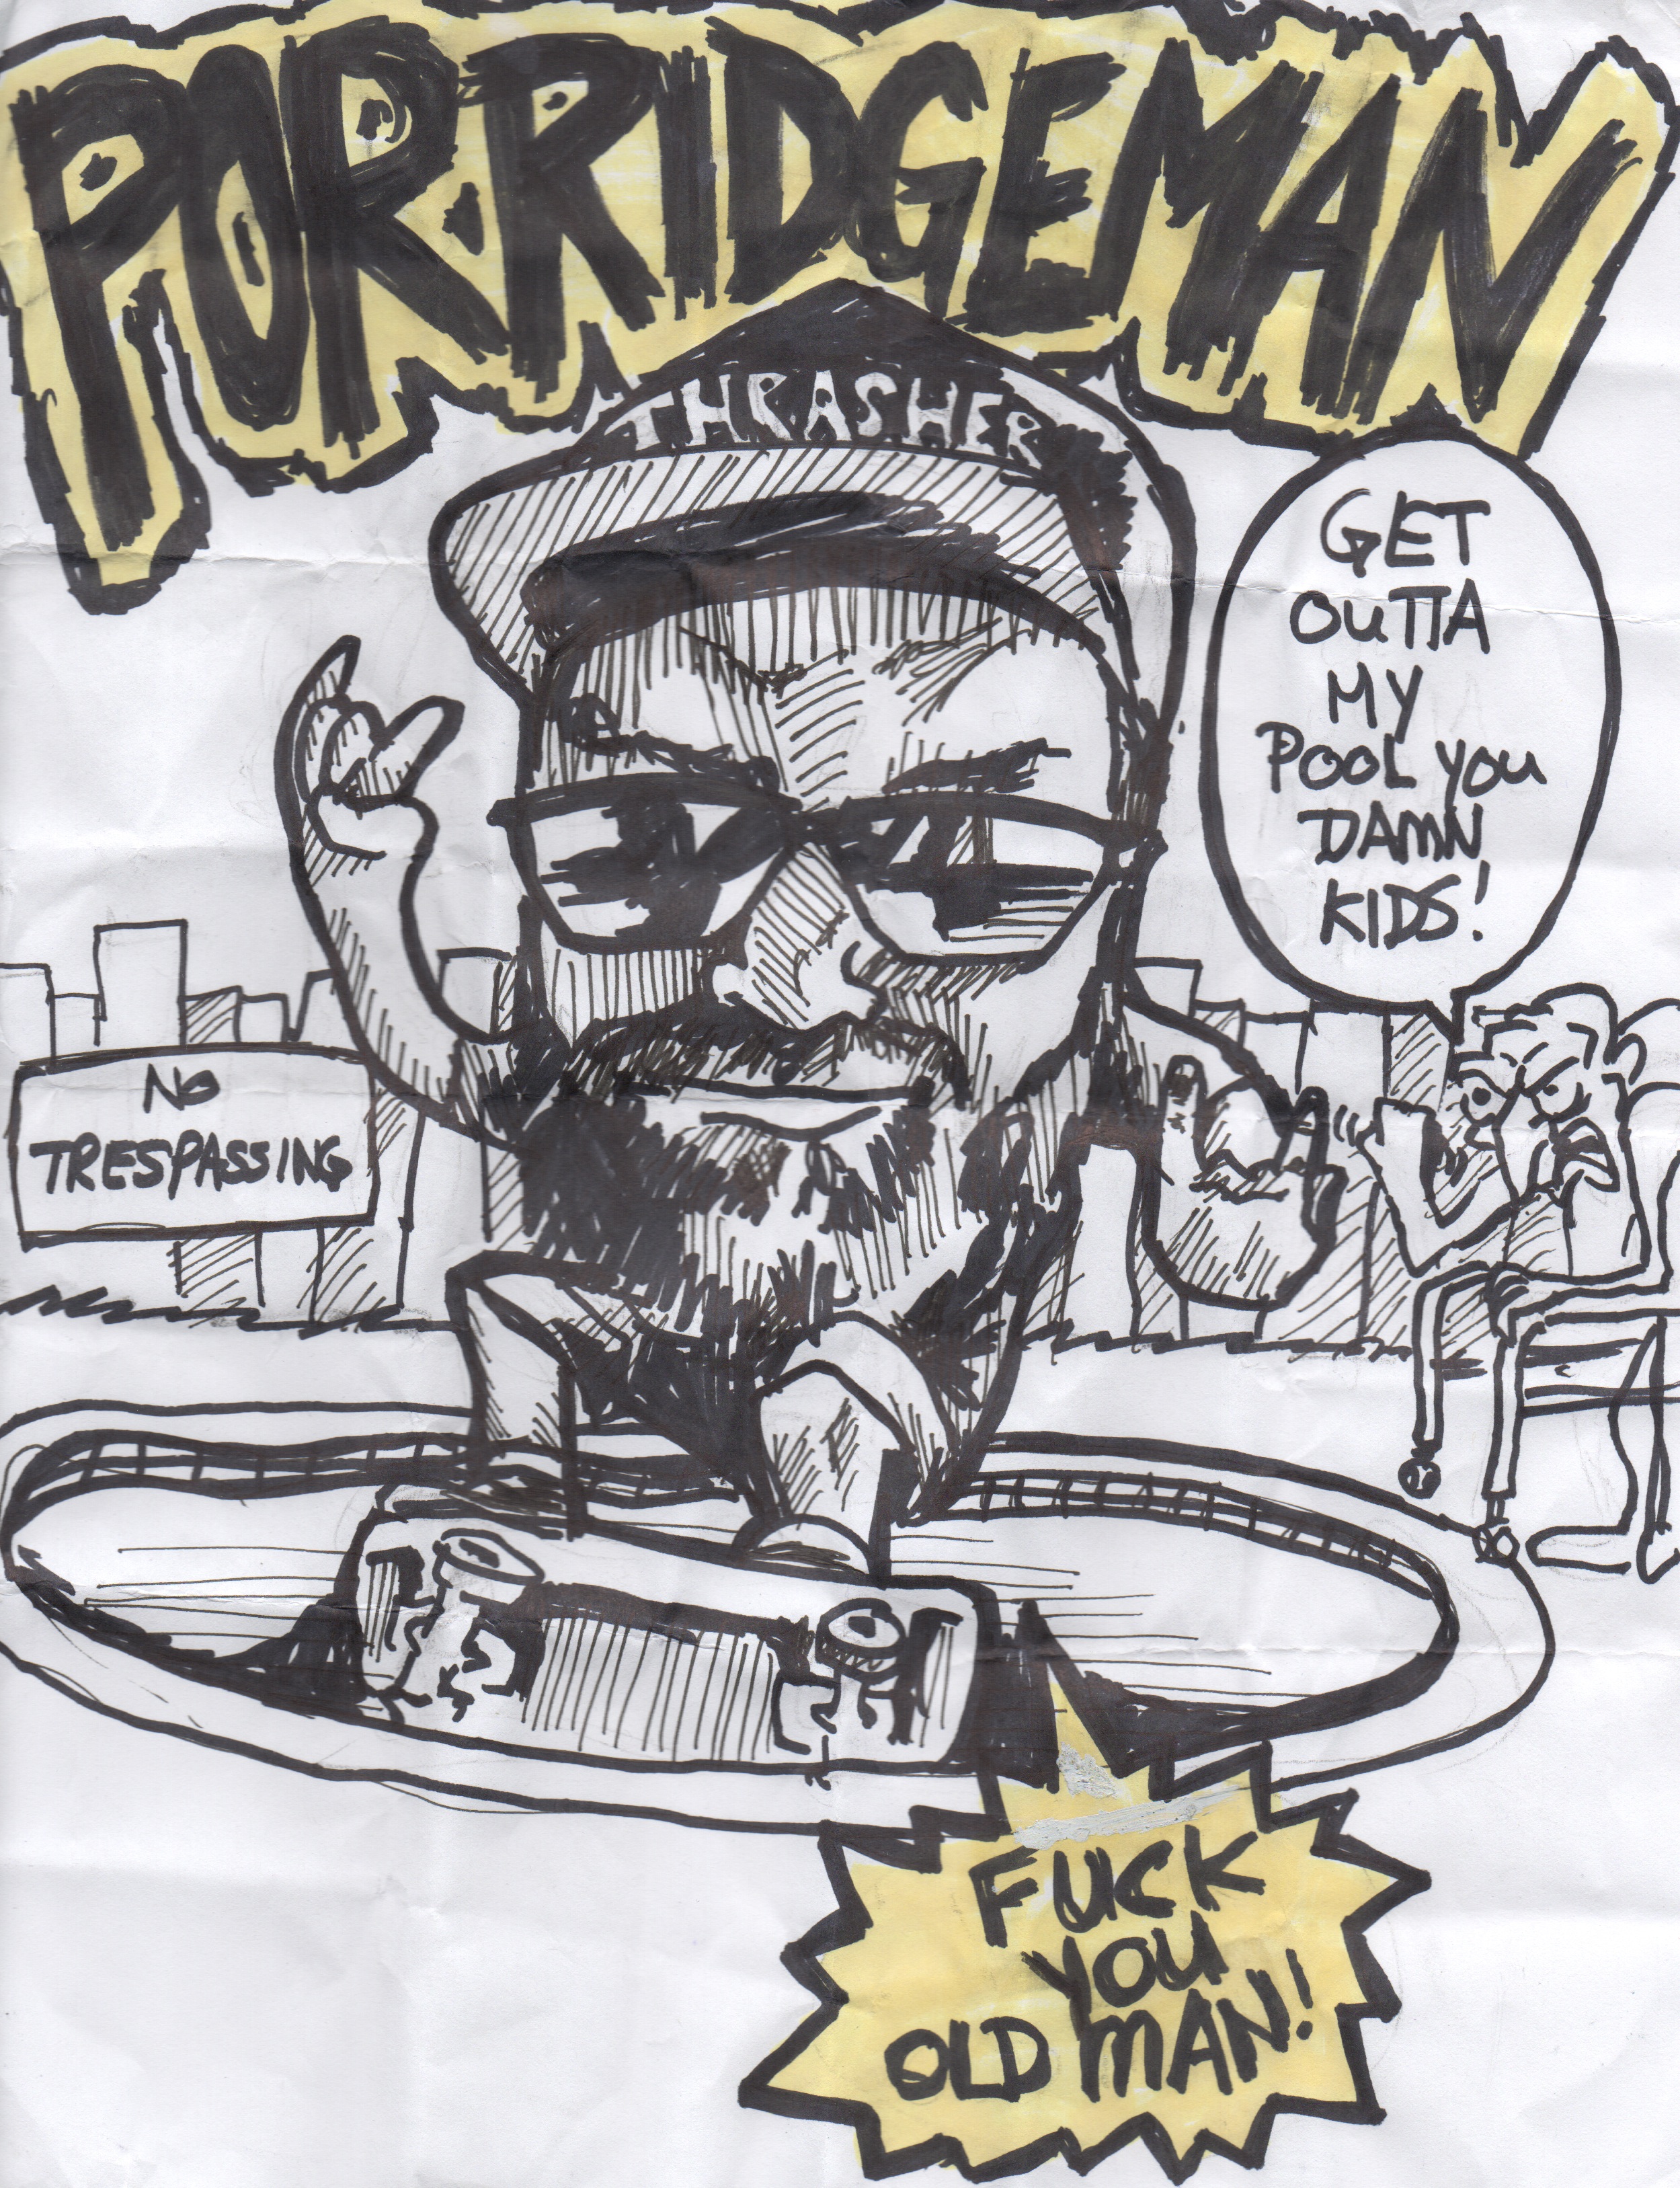 PORRIDGEMAN
THRASHER
GET
OUTTA
MY
POOL YOU
DAMN
KIDS!
NO
TRESPASSING
FUCK
YOU
OLD MAN!